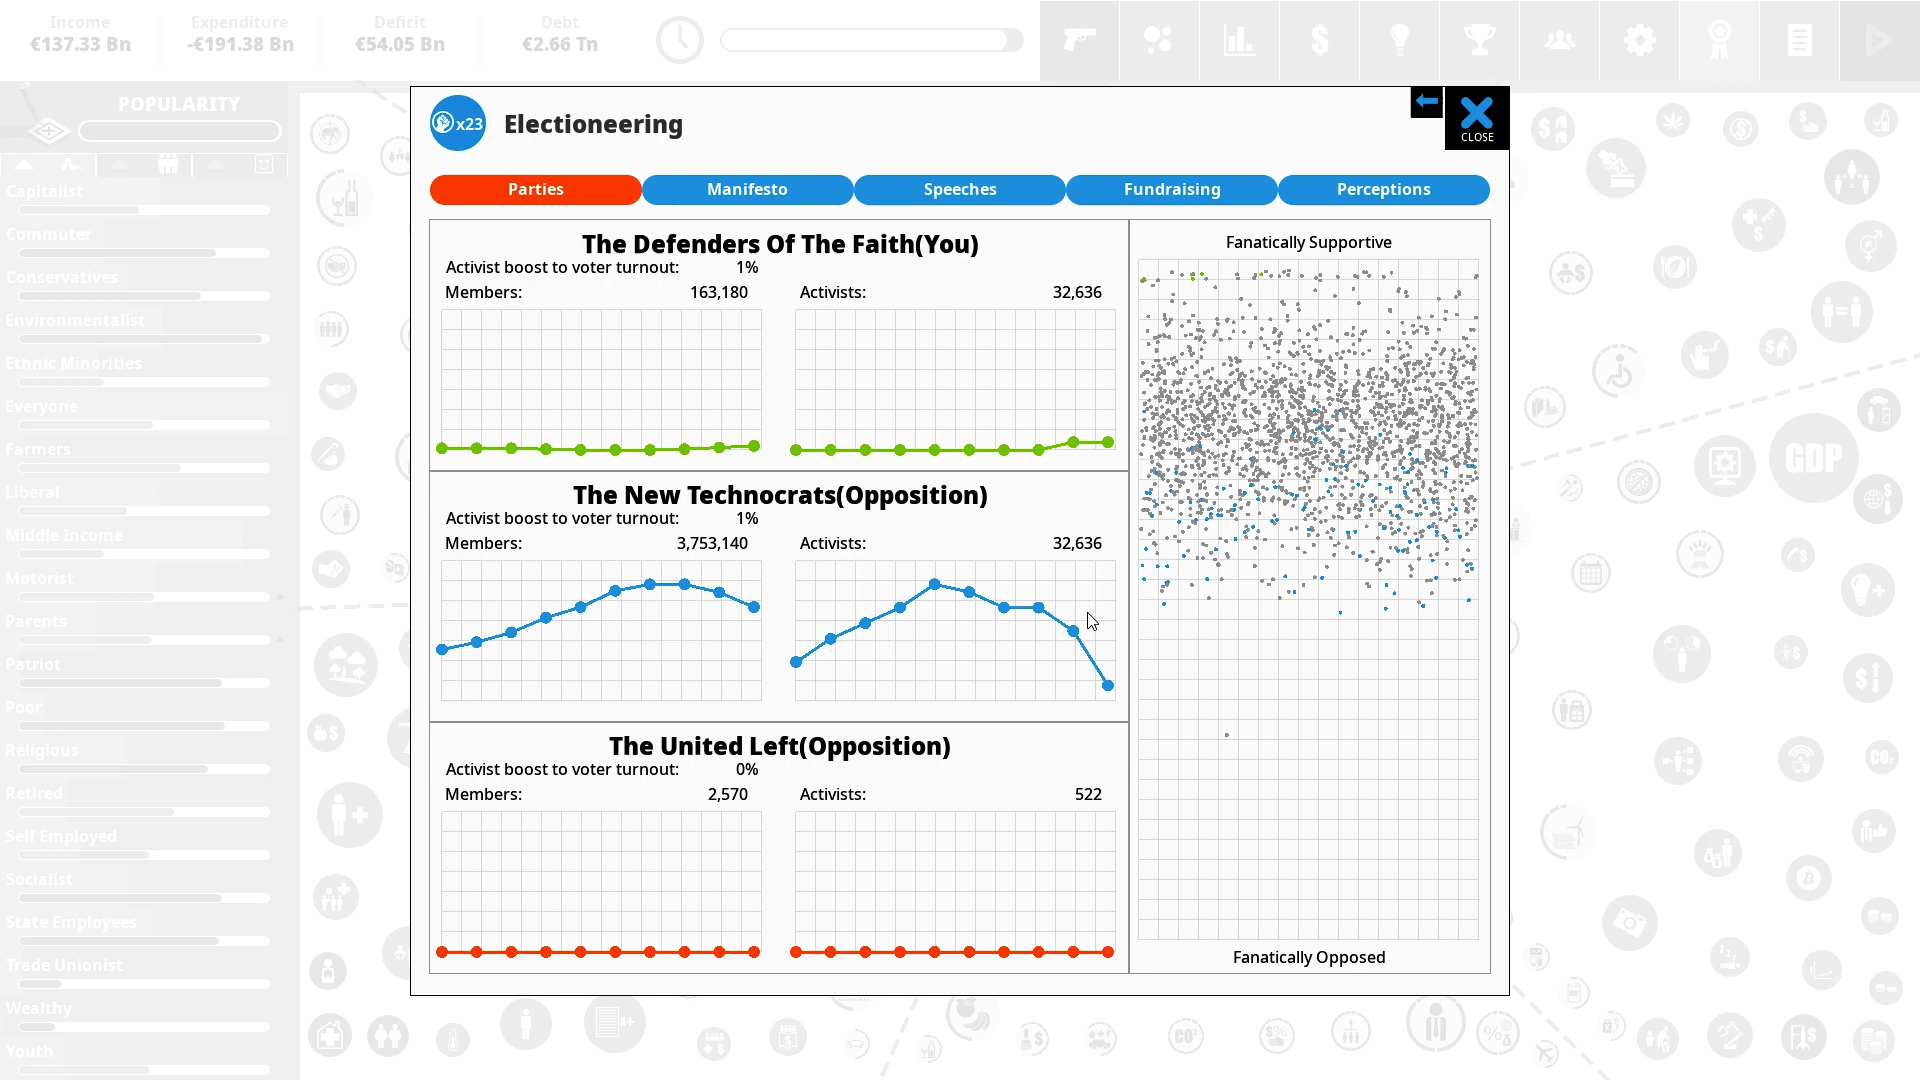 Income
€137.33 Bn
Expenditure
-€191.38 Bn
Deficit
€54.05 Bn
Debt
€2.66 Tn
POPULARITY
Capitalist
Commuter
Conservatives
Environmentalist
Ethnic Minorities
Everyone
Farmers
Liberal
Middle Income
Motorist
Parents
Patriot
Poor
Religious
Retired
Self Employed
Socialist
State Employees
Trade Unionist
Wealthy
Youth
x23
Electioneering
CLOSE
Parties
Manifesto
Speeches
Fundraising
Perceptions
The Defenders Of The Faith(You)
Activist boost to voter turnout: 1%
Members: 163,180
Activists: 32,636
The New Technocrats(Opposition)
Activist boost to voter turnout: 1%
Members: 3,753,140
Activists: 32,636
The United Left(Opposition)
Activist boost to voter turnout: 0%
Members: 2,570
Activists: 522
Fanatically Supportive
Fanatically Opposed
GDP
CO²
CO²